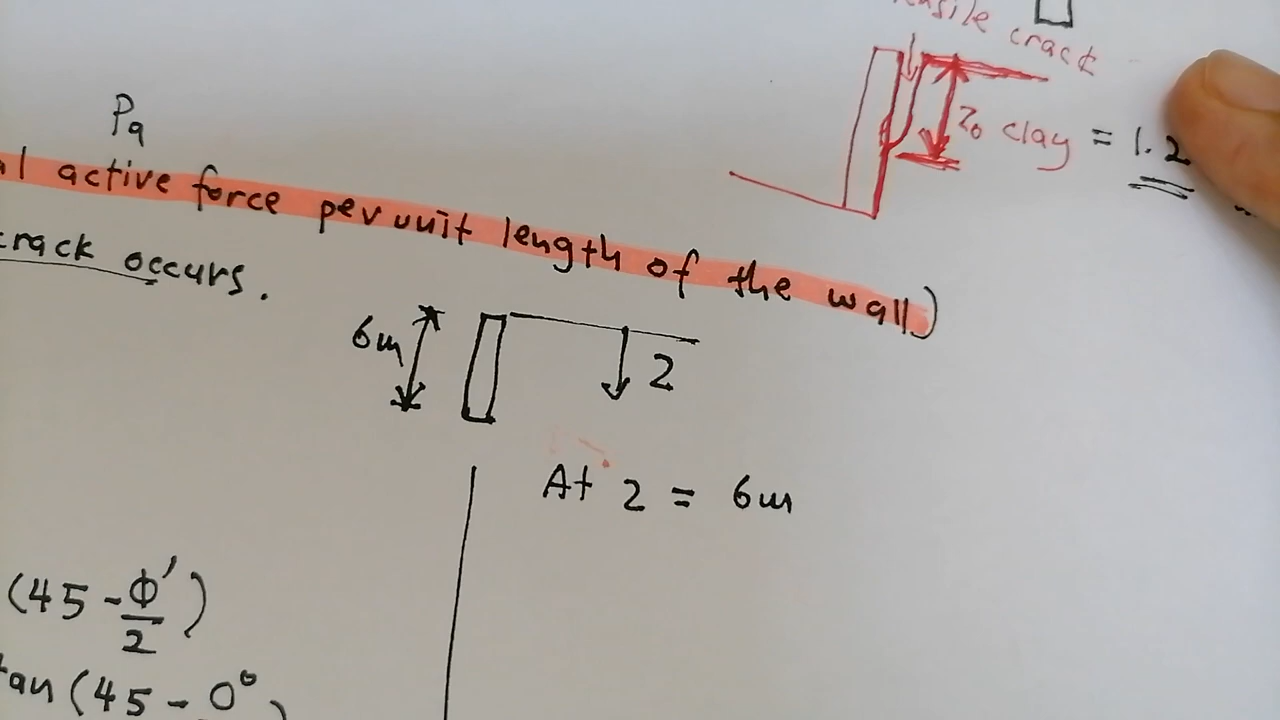 crack
z₀ clay = 1.2
Pa
active force per unit length of the wall)
crack occurs.
6m
z
At z = 6m
(45 - ϕ'/2)
tan (45 - 0°